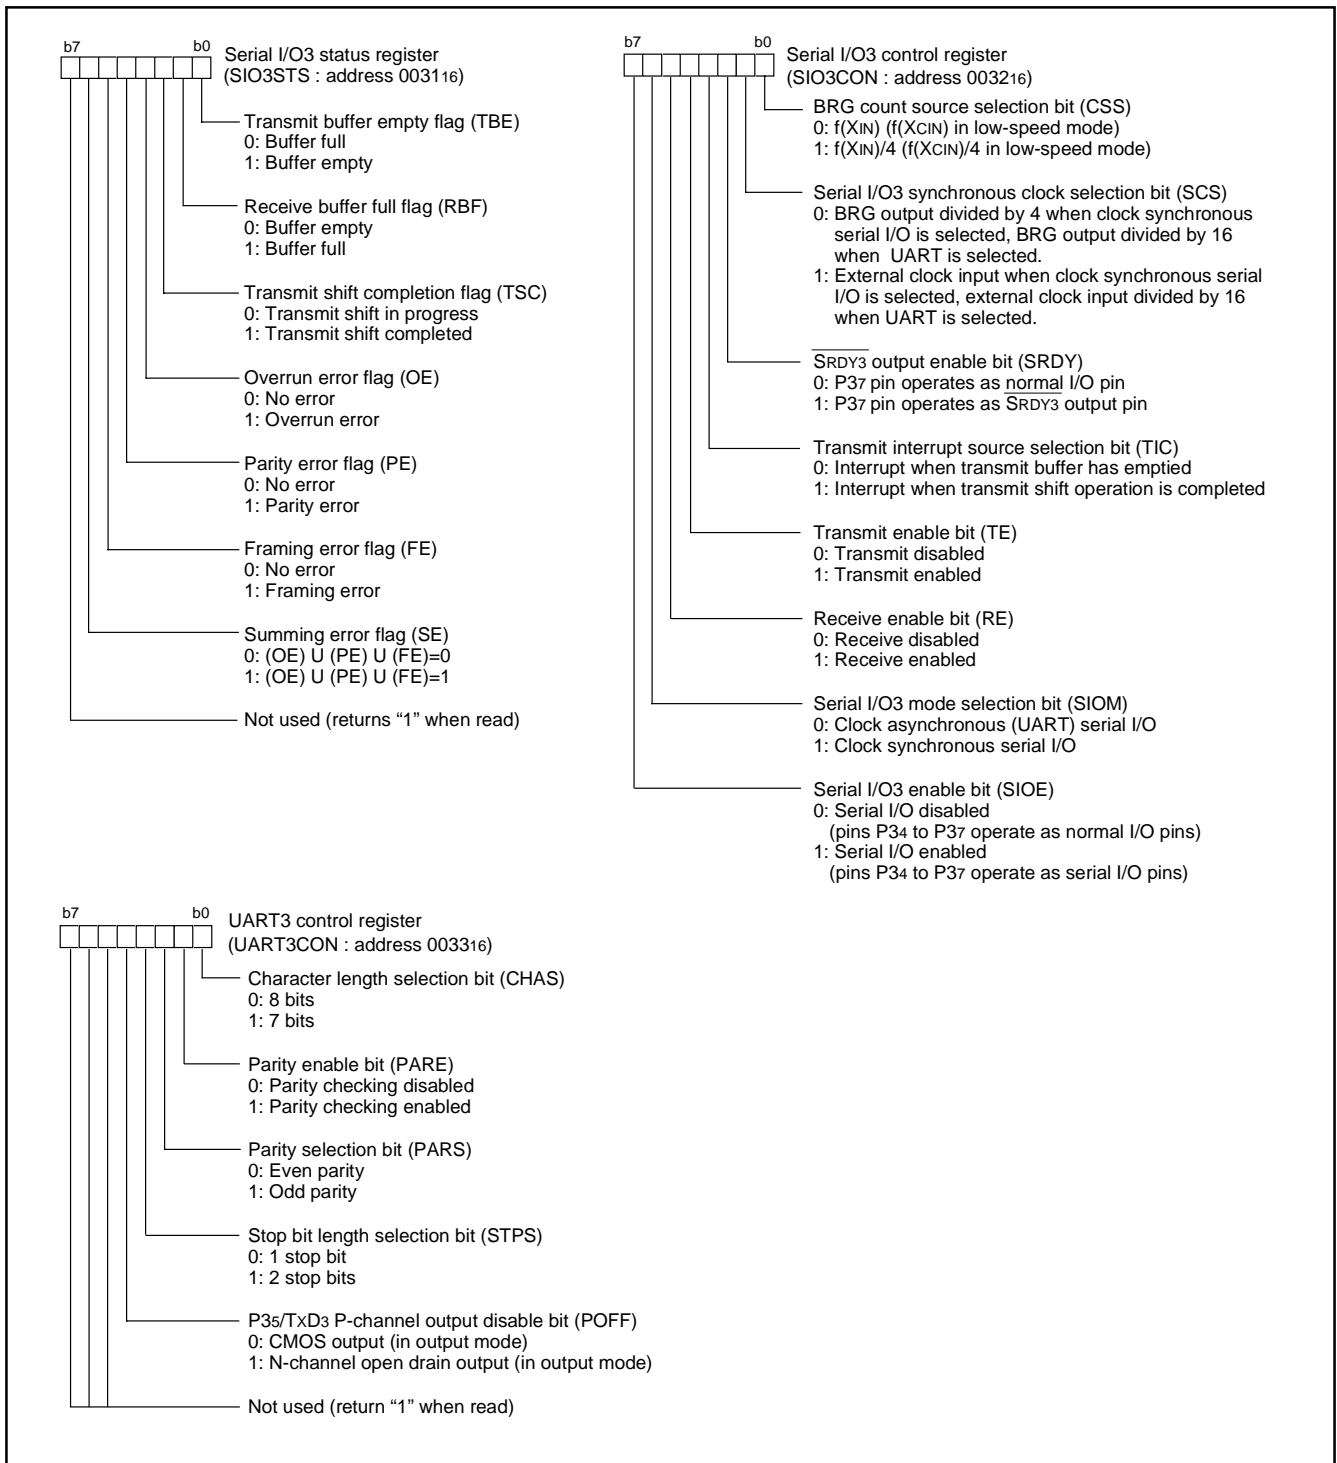 b7 b0
Serial I/O3 status register
(SIO3STS : address 003116)
Transmit buffer empty flag (TBE)
0: Buffer full
1: Buffer empty
Receive buffer full flag (RBF)
0: Buffer empty
1: Buffer full
Transmit shift completion flag (TSC)
0: Transmit shift in progress
1: Transmit shift completed
Overrun error flag (OE)
0: No error
1: Overrun error
Parity error flag (PE)
0: No error
1: Parity error
Framing error flag (FE)
0: No error
1: Framing error
Summing error flag (SE)
0: (OE) U (PE) U (FE)=0
1: (OE) U (PE) U (FE)=1
Not used (returns “1” when read)
b7 b0
Serial I/O3 control register
(SIO3CON : address 003216)
BRG count source selection bit (CSS)
0: f(XIN) (f(XCIN) in low-speed mode)
1: f(XIN)/4 (f(XCIN)/4 in low-speed mode)
Serial I/O3 synchronous clock selection bit (SCS)
0: BRG output divided by 4 when clock synchronous
serial I/O is selected, BRG output divided by 16
when UART is selected.
1: External clock input when clock synchronous serial
I/O is selected, external clock input divided by 16
when UART is selected.
SRDY3 output enable bit (SRDY)
0: P37 pin operates as normal I/O pin
1: P37 pin operates as SRDY3 output pin
Transmit interrupt source selection bit (TIC)
0: Interrupt when transmit buffer has emptied
1: Interrupt when transmit shift operation is completed
Transmit enable bit (TE)
0: Transmit disabled
1: Transmit enabled
Receive enable bit (RE)
0: Receive disabled
1: Receive enabled
Serial I/O3 mode selection bit (SIOM)
0: Clock asynchronous (UART) serial I/O
1: Clock synchronous serial I/O
Serial I/O3 enable bit (SIOE)
0: Serial I/O disabled
(pins P34 to P37 operate as normal I/O pins)
1: Serial I/O enabled
(pins P34 to P37 operate as serial I/O pins)
b7 b0
UART3 control register
(UART3CON : address 003316)
Character length selection bit (CHAS)
0: 8 bits
1: 7 bits
Parity enable bit (PARE)
0: Parity checking disabled
1: Parity checking enabled
Parity selection bit (PARS)
0: Even parity
1: Odd parity
Stop bit length selection bit (STPS)
0: 1 stop bit
1: 2 stop bits
P35/TXD3 P-channel output disable bit (POFF)
0: CMOS output (in output mode)
1: N-channel open drain output (in output mode)
Not used (return “1” when read)